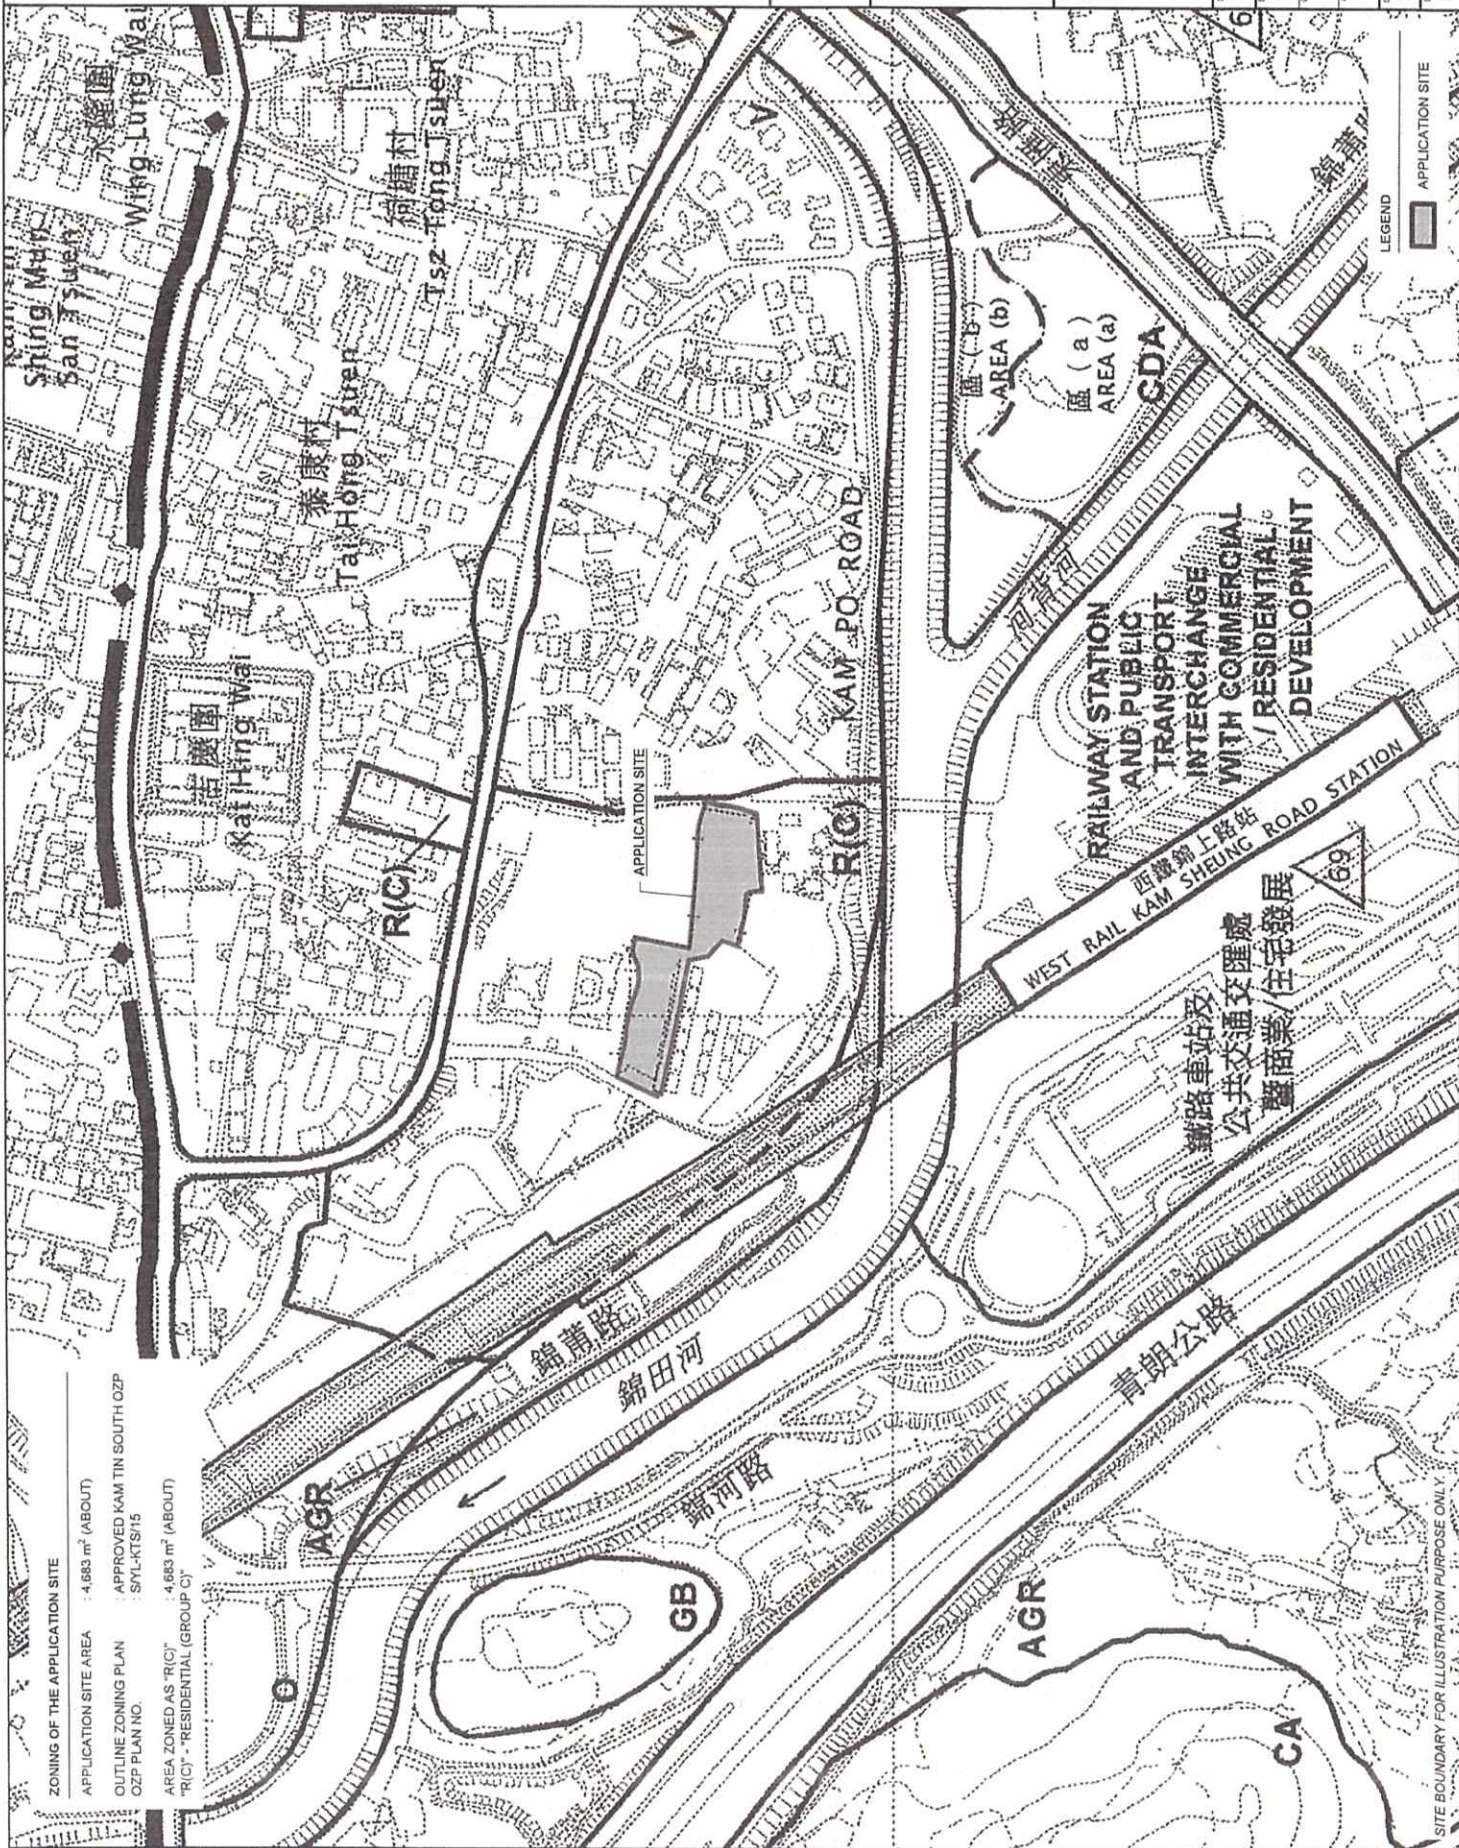 ZONING OF THE APPLICATION SITE
APPLICATION SITE AREA : 4,683 m² (ABOUT)
OUTLINE ZONING PLAN : APPROVED KAM TIN SOUTH OZP
OZP PLAN NO. : S/YL-KTS/15
AREA ZONED AS "R(C)" : 4,683 m² (ABOUT)
"R(C)" - "RESIDENTIAL (GROUP C)"
Shing Mun
San Tsuen
永隆圍
Wing Lung Wai
吉慶圍
Kat Hing Wai
泰康村
Tai Hong Tsuen
祠塘村
Tsz Tong Tsuen
V
V
R(C)
APPLICATION SITE
R(C)
KAM PO ROAD
AGR
O
錦莆路
錦田河
錦河路
GB
青朗公路
AGR
CA
東匯路
區 ( b )
AREA (b)
區 ( a )
AREA (a)
CDA
河背河
錦莆
RAILWAY STATION
AND PUBLIC
TRANSPORT
INTERCHANGE
WITH COMMERCIAL
/ RESIDENTIAL
DEVELOPMENT
西鐵錦上路站
WEST RAIL KAM SHEUNG ROAD STATION
鐵路車站及
公共交通交匯處
暨商業/住宅發展
69
6
LEGEND
APPLICATION SITE
SITE BOUNDARY FOR ILLUSTRATION PURPOSE ONLY.